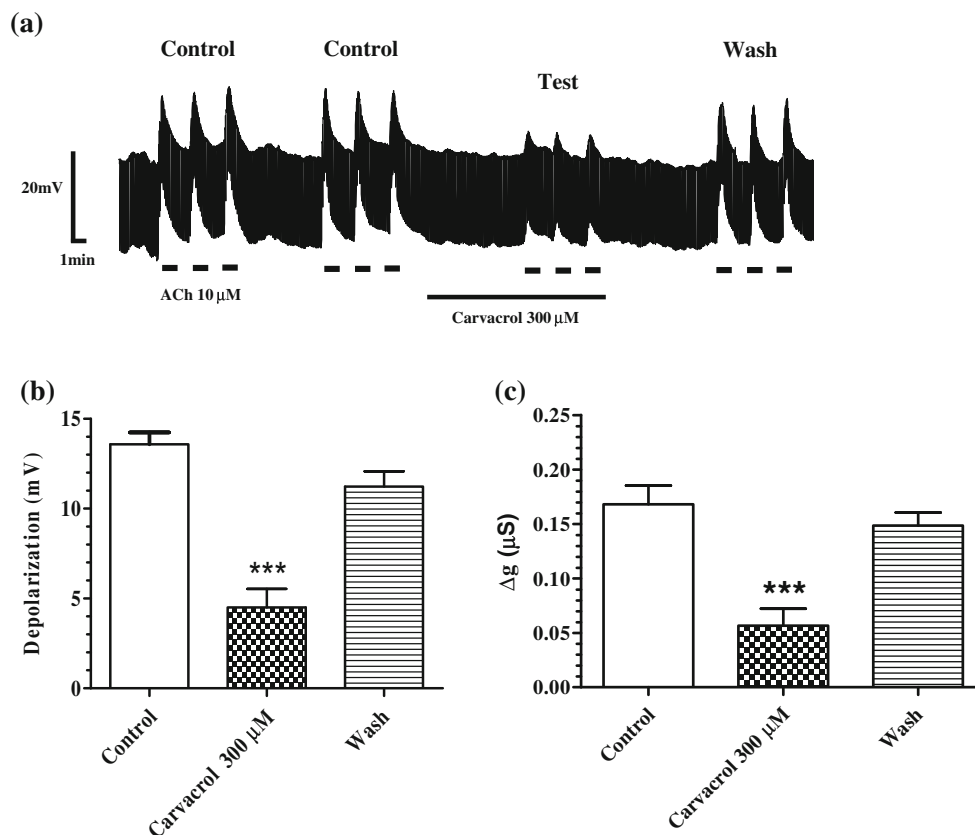 (a)
Control Control Test Wash
20mV
1min
ACh 10 μM
Carvacrol 300 μM
(b)
15
10
5
0
Depolarization (m V)
***
Control
Carvacrol 300 μM
Wash
(c)
0.25
0.20
0.15
0.10
0.05
0.00
Δg (μS)
***
Control
Carvacrol 300 μM
Wash